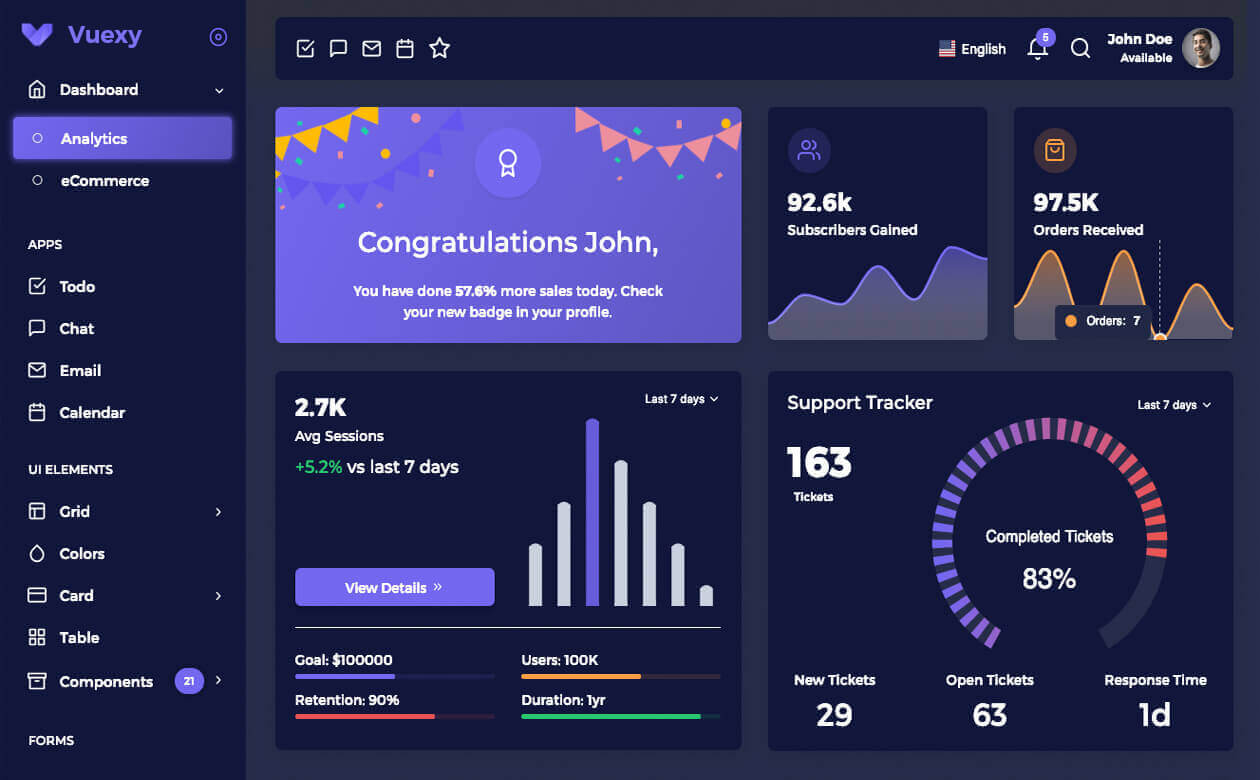 Vuexy
Dashboard
Analytics
eCommerce
APPS
Todo
Chat
Email
Calendar
UI ELEMENTS
Grid
Colors
Card
Table
Components 21
FORMS
English
5
John Doe
Available
Congratulations John,
You have done 57.6% more sales today. Check
your new badge in your profile.
92.6k
Subscribers Gained
97.5K
Orders Received
Orders: 7
2.7K
Last 7 days
Avg Sessions
+5.2% vs last 7 days
View Details »
Goal: $100000
Users: 100K
Retention: 90%
Duration: 1yr
Support Tracker
Last 7 days
163
Tickets
Completed Tickets
83%
New Tickets
29
Open Tickets
63
Response Time
1d